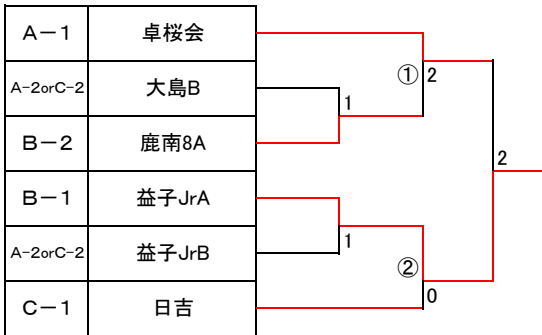 A－1 卓桜会
A-2orC-2 大島B
B－2 鹿南8A
B－1 益子JrA
A-2orC-2 益子JrB
C－1 日吉
① 2
1
2
1
② 0